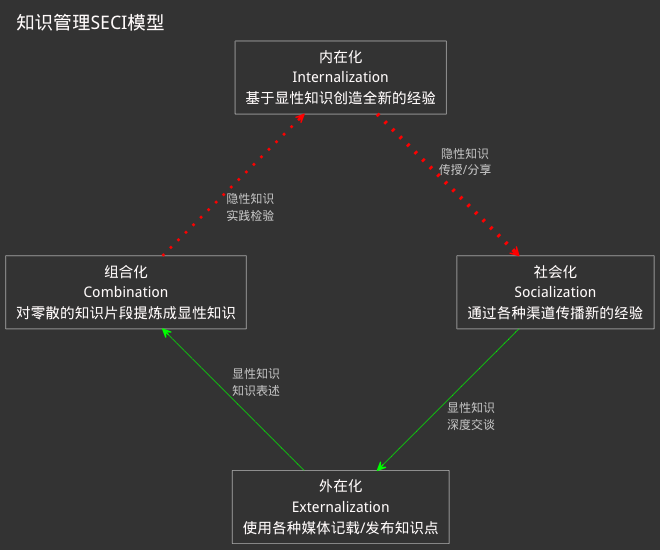 知识管理SECI模型
内在化
Internalization
基于显性知识创造全新的经验
隐性知识
传授/分享
隐性知识
实践检验
组合化
Combination
对零散的知识片段提炼成显性知识
社会化
Socialization
通过各种渠道传播新的经验
显性知识
知识表述
显性知识
深度交谈
外在化
Externalization
使用各种媒体记载/发布知识点